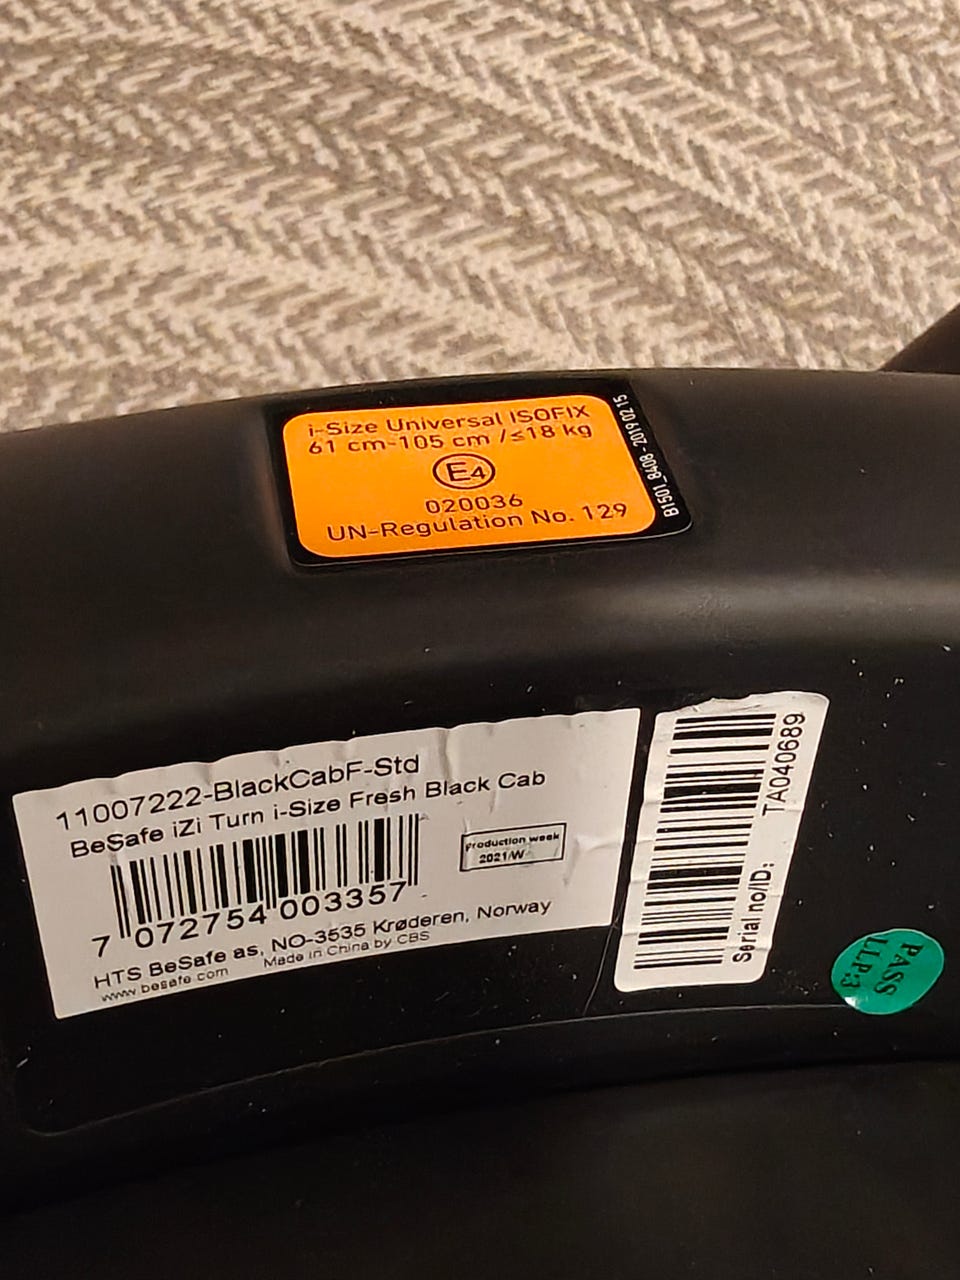 i-Size Universal ISOFIX
61 cm-105 cm /≤18 kg
E4
020036
UN-Regulation No. 129
B1501_8408-2019 02 15
11007222-BlackCabF-Std
BeSafe iZi Turn i-Size Fresh Black Cab
production week
2021/W
7 072754 003357
HTS BeSafe as, NO-3535 Krøderen, Norway
www.besafe.com Made in China by CBS
Serial no/ID: TA040689
PASS
LLP3